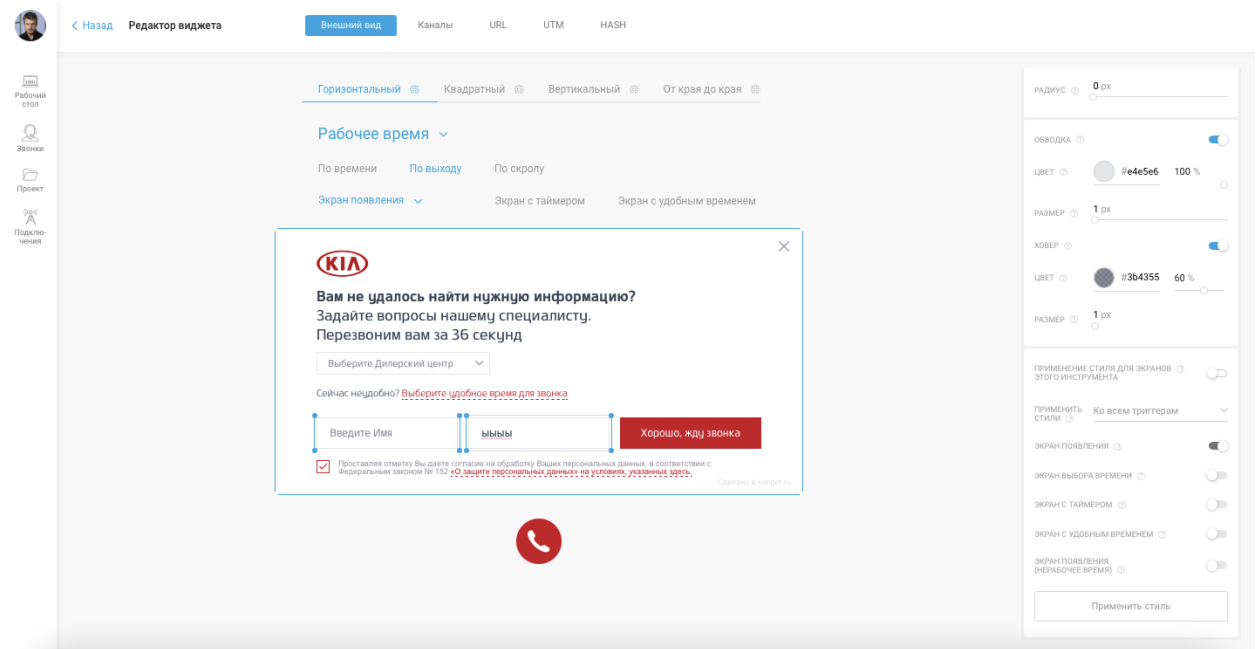 Назад Редактор виджета Внешний вид Каналы URL UTM HASH
Рабочий
стол
Звонки
Проект
Подклю-
чения
Горизонтальный Квадратный Вертикальный От края до края
Рабочее время
По времени По выходу По скролу
Экран появления Экран с таймером Экран с удобным временем
KIA
Вам не удалось найти нужную информацию?
Задайте вопросы нашему специалисту.
Перезвоним вам за 36 секунд
Выберите Дилерский центр
Сейчас неудобно? Выберите удобное время для звонка
Введите Имя ыыыы Хорошо, жду звонка
Проставляя отметку Вы даете согласие на обработку Ваших персональных данных, в соответствии с
Федеральным законом № 152 «О защите персональных данных» на условиях, указанных здесь.
Сделано в konget.ru
РАДИУС 0 px
ОБВОДКА
ЦВЕТ #e4e5e6 100 %
РАЗМЕР 1 px
ХОВЕР
ЦВЕТ #3b4355 60 %
РАЗМЕР 1 px
ПРИМЕНЕНИЕ СТИЛЯ ДЛЯ ЭКРАНОВ
ЭТОГО ИНСТРУМЕНТА
ПРИМЕНИТЬ
СТИЛИ Ко всем триггерам
ЭКРАН ПОЯВЛЕНИЯ
ЭКРАН ВЫБОРА ВРЕМЕНИ
ЭКРАН С ТАЙМЕРОМ
ЭКРАН С УДОБНЫМ ВРЕМЕНЕМ
ЭКРАН ПОЯВЛЕНИЯ
(НЕРАБОЧЕЕ ВРЕМЯ)
Применить стиль